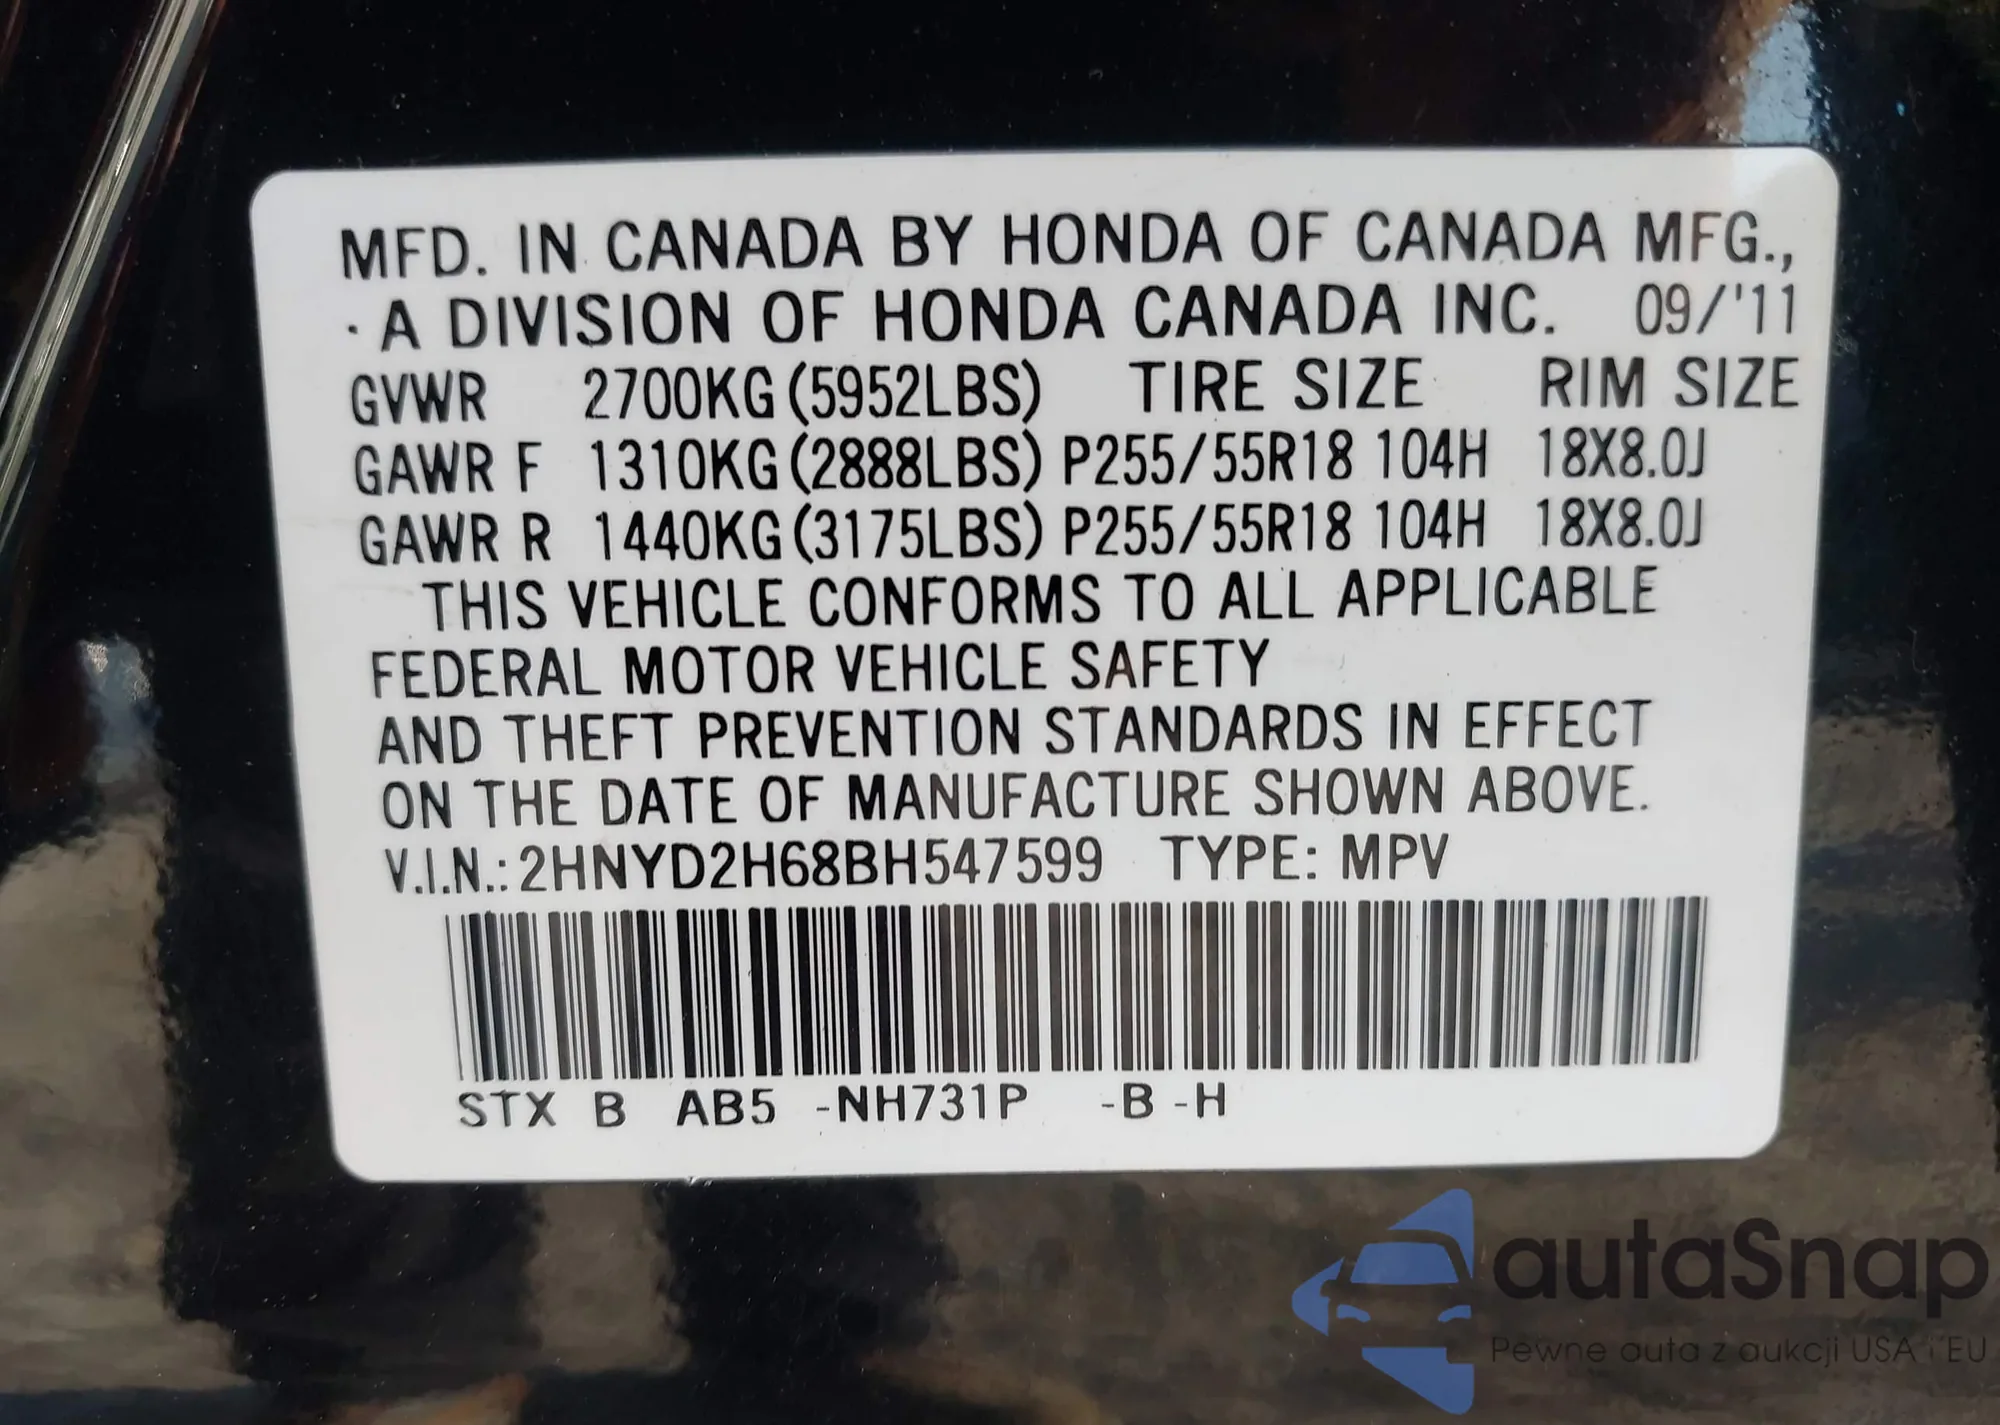 MFD. IN CANADA BY HONDA OF CANADA MFG.,
· A DIVISION OF HONDA CANADA INC. 09/'11
GVWR 2700KG (5952LBS) TIRE SIZE RIM SIZE
GAWR F 1310KG (2888LBS) P255/55R18 104H 18X8.0J
GAWR R 1440KG (3175LBS) P255/55R18 104H 18X8.0J
THIS VEHICLE CONFORMS TO ALL APPLICABLE
FEDERAL MOTOR VEHICLE SAFETY
AND THEFT PREVENTION STANDARDS IN EFFECT
ON THE DATE OF MANUFACTURE SHOWN ABOVE.
V.I.N.: 2HNYD2H68BH547599 TYPE: MPV
STX B AB5 -NH731P -B -H
autaSnap
Pewne auta z aukcji USA i EU